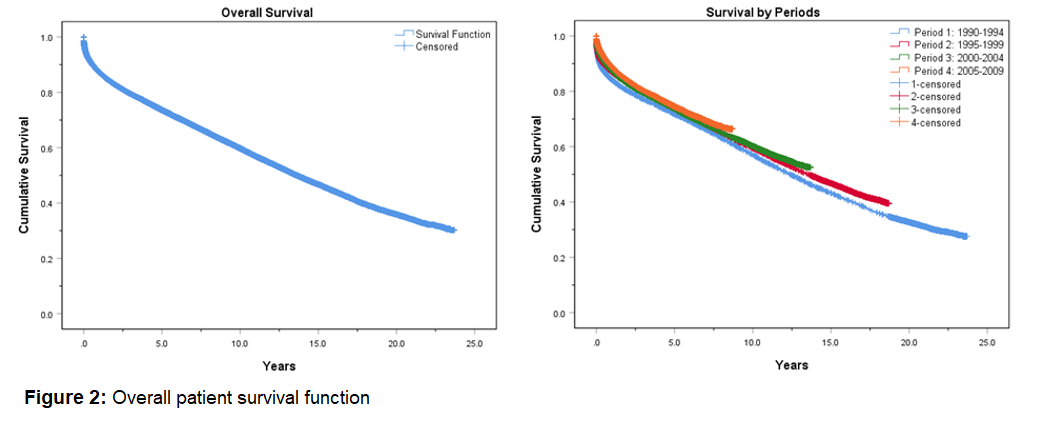 Overall Survival
Survival Function
Censored
Cumulative Survival
1.0
0.8
0.6
0.4
0.2
0.0
.0
5.0
10.0
15.0
20.0
25.0
Years
Survival by Periods
Period 1: 1990-1994
Period 2: 1995-1999
Period 3: 2000-2004
Period 4: 2005-2009
1-censored
2-censored
3-censored
4-censored
Cumulative Survival
1.0
0.8
0.6
0.4
0.2
0.0
.0
5.0
10.0
15.0
20.0
25.0
Years
Figure 2: Overall patient survival function